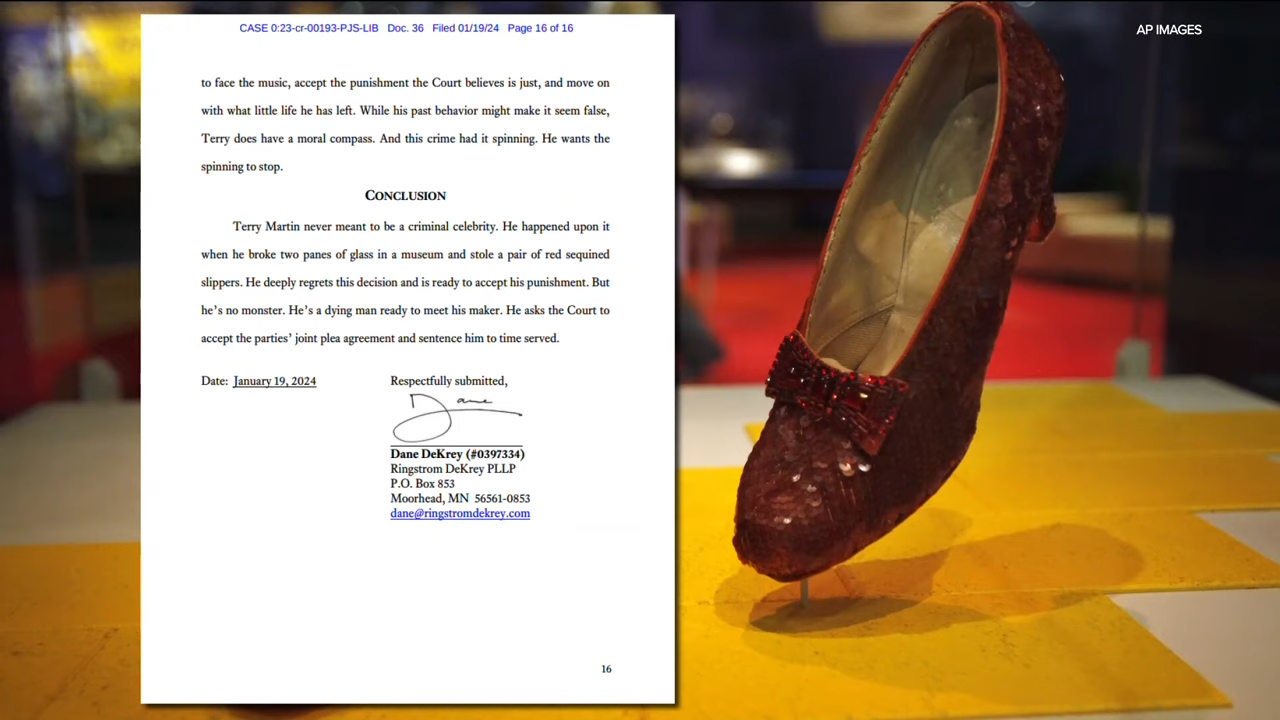 CASE 0:23-cr-00193-PJS-LIB Doc. 36 Filed 01/19/24 Page 16 of 16
AP IMAGES
to face the music, accept the punishment the Court believes is just, and move on
with what little life he has left. While his past behavior might make it seem false,
Terry does have a moral compass. And this crime had it spinning. He wants the
spinning to stop.
CONCLUSION
Terry Martin never meant to be a criminal celebrity. He happened upon it
when he broke two panes of glass in a museum and stole a pair of red sequined
slippers. He deeply regrets this decision and is ready to accept his punishment. But
he's no monster. He's a dying man ready to meet his maker. He asks the Court to
accept the parties' joint plea agreement and sentence him to time served.
Date: January 19, 2024
Respectfully submitted,
Dane
Dane DeKrey (#0397334)
Ringstrom DeKrey PLLP
P.O. Box 853
Moorhead, MN 56561-0853
dane@ringstromdekrey.com
16